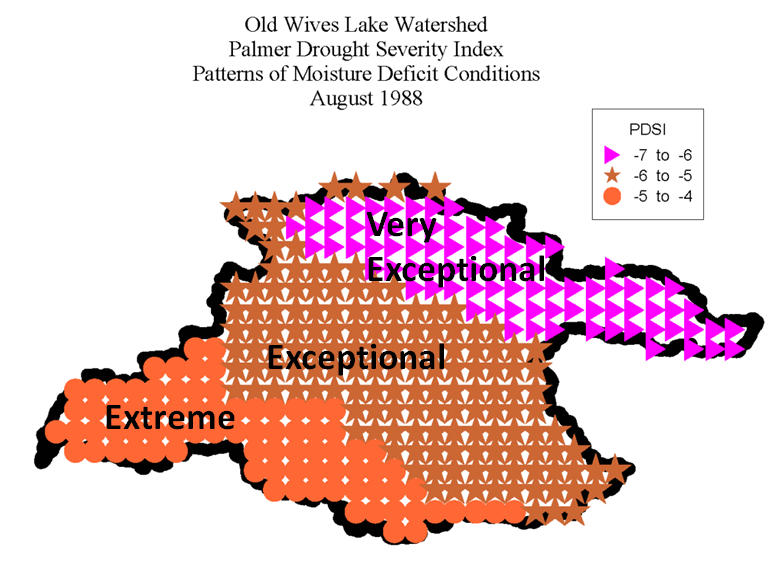 Old Wives Lake Watershed
Palmer Drought Severity Index
Patterns of Moisture Deficit Conditions
August 1988
PDSI
-7 to -6
-6 to -5
-5 to -4
Very
Exceptional
Exceptional
Extreme